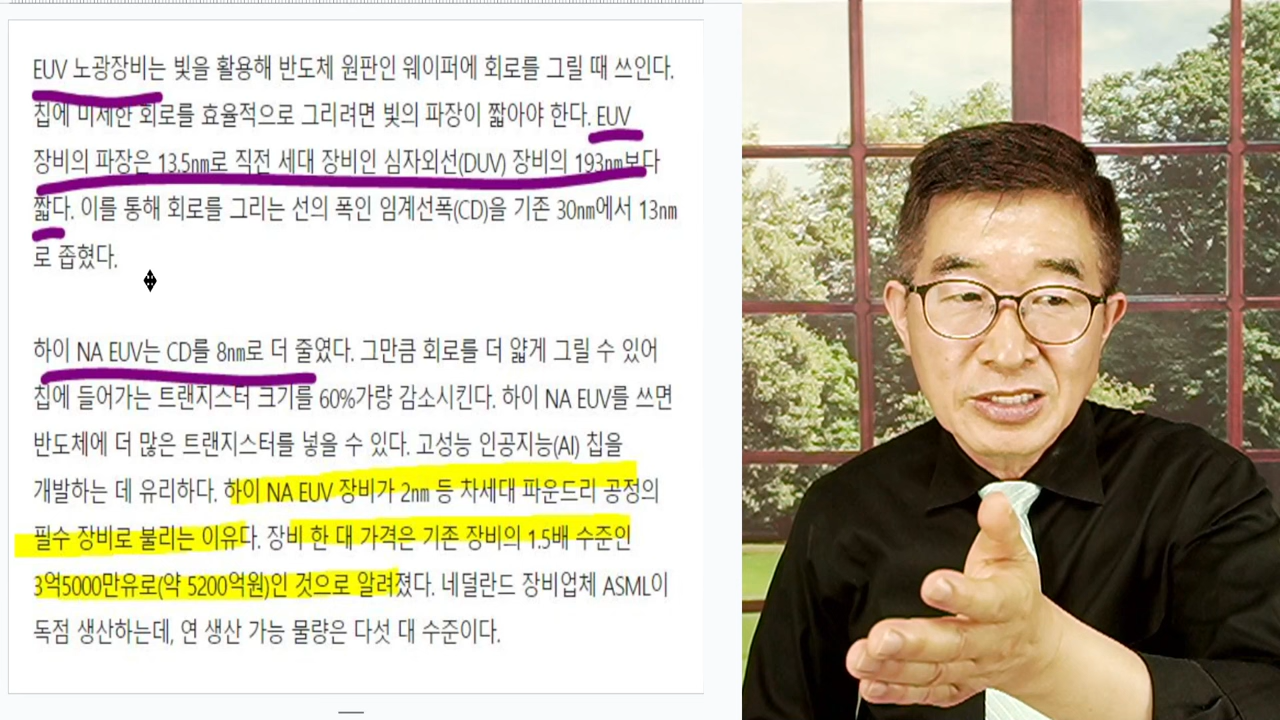 EUV 노광장비는 빛을 활용해 반도체 원판인 웨이퍼에 회로를 그릴 때 쓰인다.
칩에 미세한 회로를 효율적으로 그리려면 빛의 파장이 짧아야 한다. EUV
장비의 파장은 13.5㎚로 직전 세대 장비인 심자외선(DUV) 장비의 193㎚보다
짧다. 이를 통해 회로를 그리는 선의 폭인 임계선폭(CD)을 기존 30㎚에서 13㎚
로 좁혔다.
하이 NA EUV는 CD를 8㎚로 더 줄였다. 그만큼 회로를 더 얇게 그릴 수 있어
칩에 들어가는 트랜지스터 크기를 60%가량 감소시킨다. 하이 NA EUV를 쓰면
반도체에 더 많은 트랜지스터를 넣을 수 있다. 고성능 인공지능(AI) 칩을
개발하는 데 유리하다. 하이 NA EUV 장비가 2㎚ 등 차세대 파운드리 공정의
필수 장비로 불리는 이유다. 장비 한 대 가격은 기존 장비의 1.5배 수준인
3억5000만유로(약 5200억원)인 것으로 알려졌다. 네덜란드 장비업체 ASML이
독점 생산하는데, 연 생산 가능 물량은 다섯 대 수준이다.